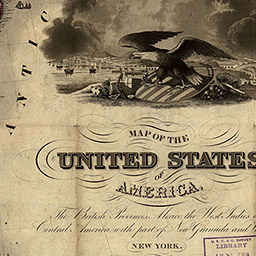 NTIC
MAP OF THE
UNITED STATES
OF
AMERICA.
The British Provinces, Mexico, the West Indies
Central America, with part of New Granada and
NEW YORK.
LIBRARY